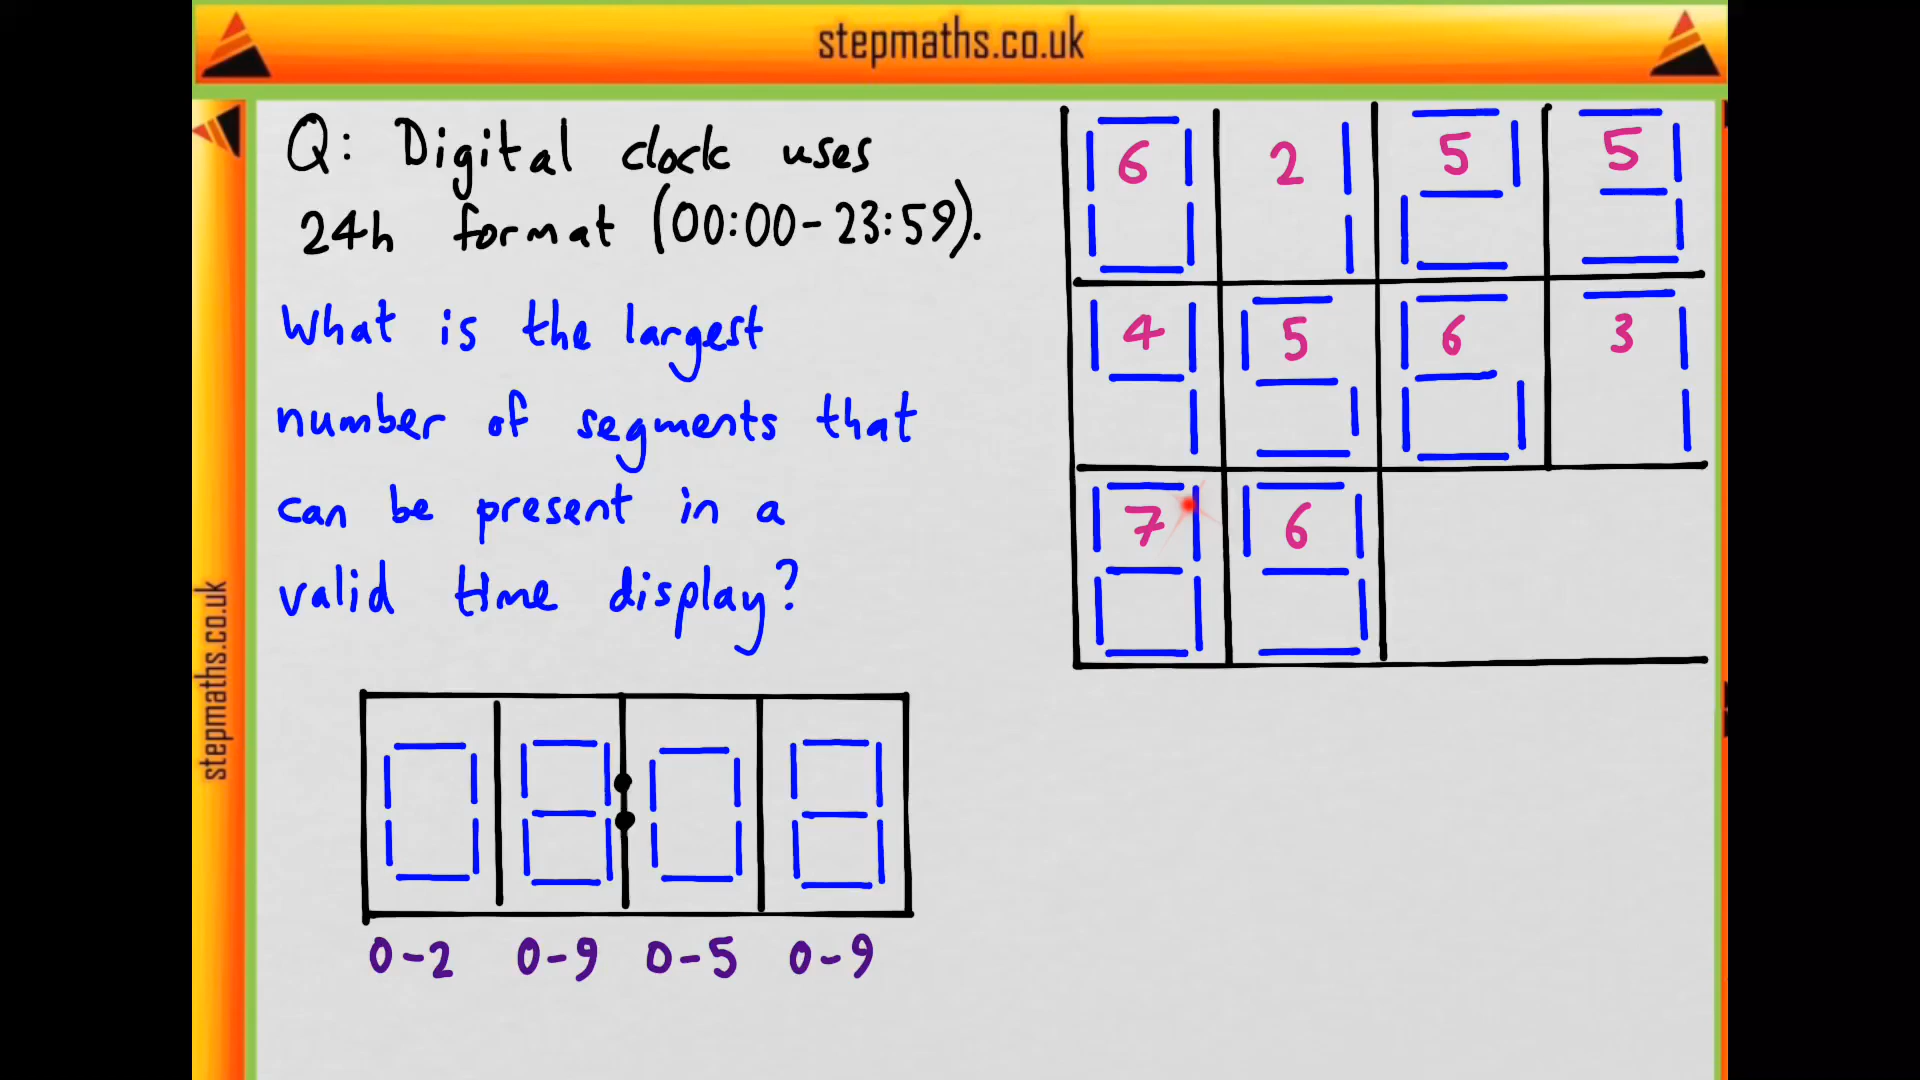 stepmaths.co.uk
stepmaths.co.uk
Q: Digital clock uses
24h format (00:00-23:59).
What is the largest
number of segments that
can be present in a
valid time display?
6 2 5 5
4 5 6 3
7 6
08:08
0-2 0-9 0-5 0-9